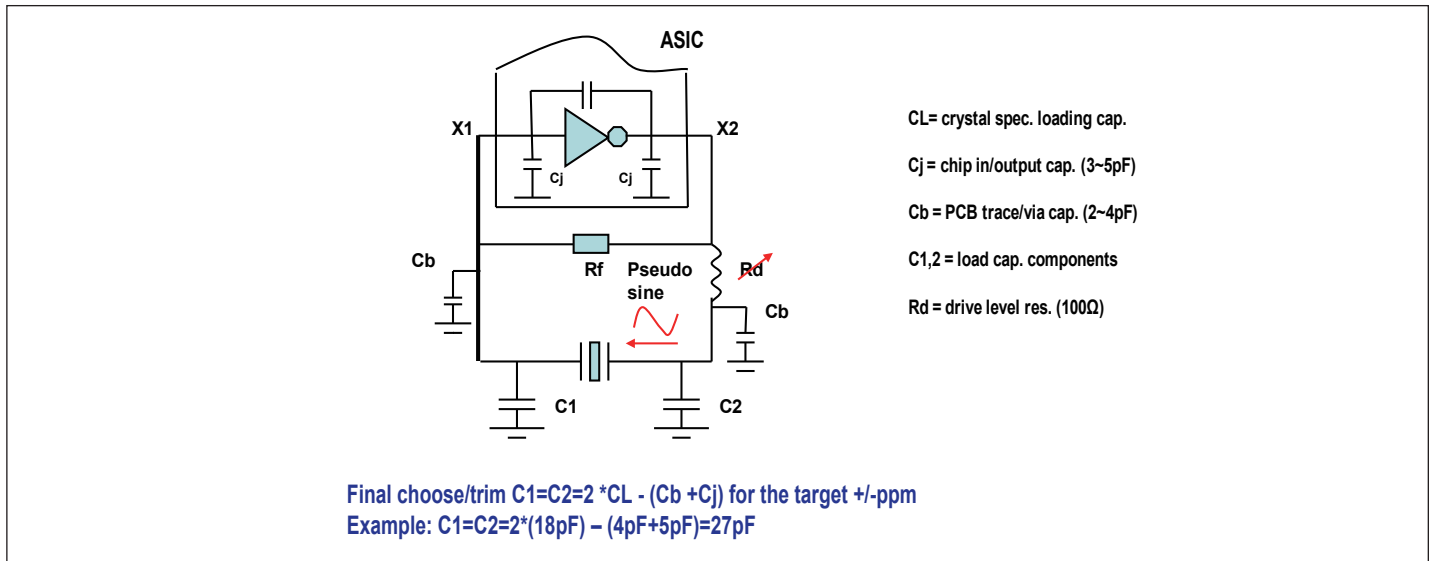 ASIC
X1
X2
Cj
Cj
Cb
Rf
Pseudo
sine
Rd
Cb
C1
C2
CL= crystal spec. loading cap.
Cj = chip in/output cap. (3~5pF)
Cb = PCB trace/via cap. (2~4pF)
C1,2 = load cap. components
Rd = drive level res. (100Ω)
Final choose/trim C1=C2=2 *CL - (Cb +Cj) for the target +/-ppm
Example: C1=C2=2*(18pF) – (4pF+5pF)=27pF